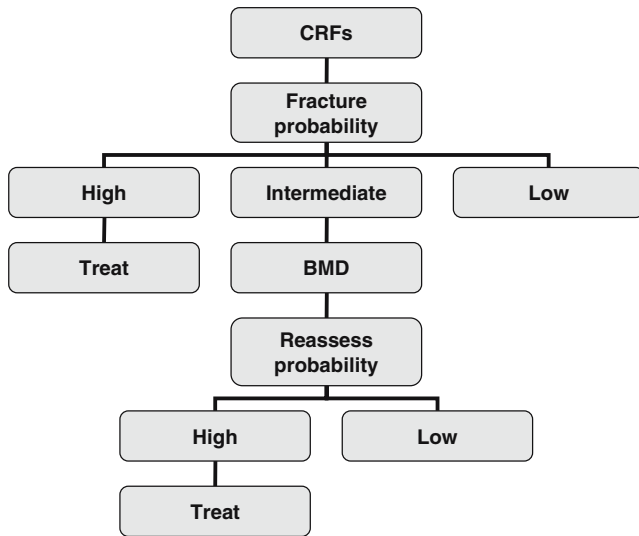 CRFs
Fracture
probability
High
Intermediate
Low
Treat
BMD
Reassess
probability
High
Low
Treat